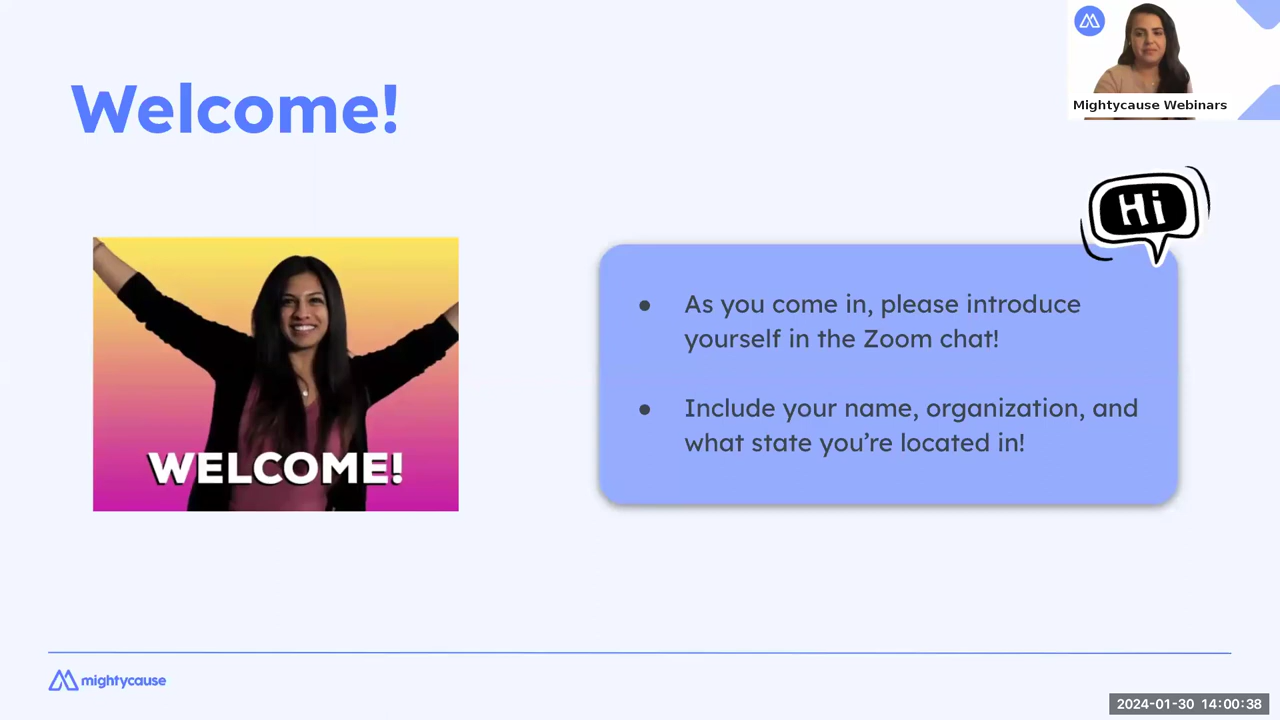 Welcome!
Mightycause Webinars
Hi
WELCOME!
● As you come in, please introduce
yourself in the Zoom chat!
● Include your name, organization, and
what state you’re located in!
mightycause
2024-01-30 14:00:38